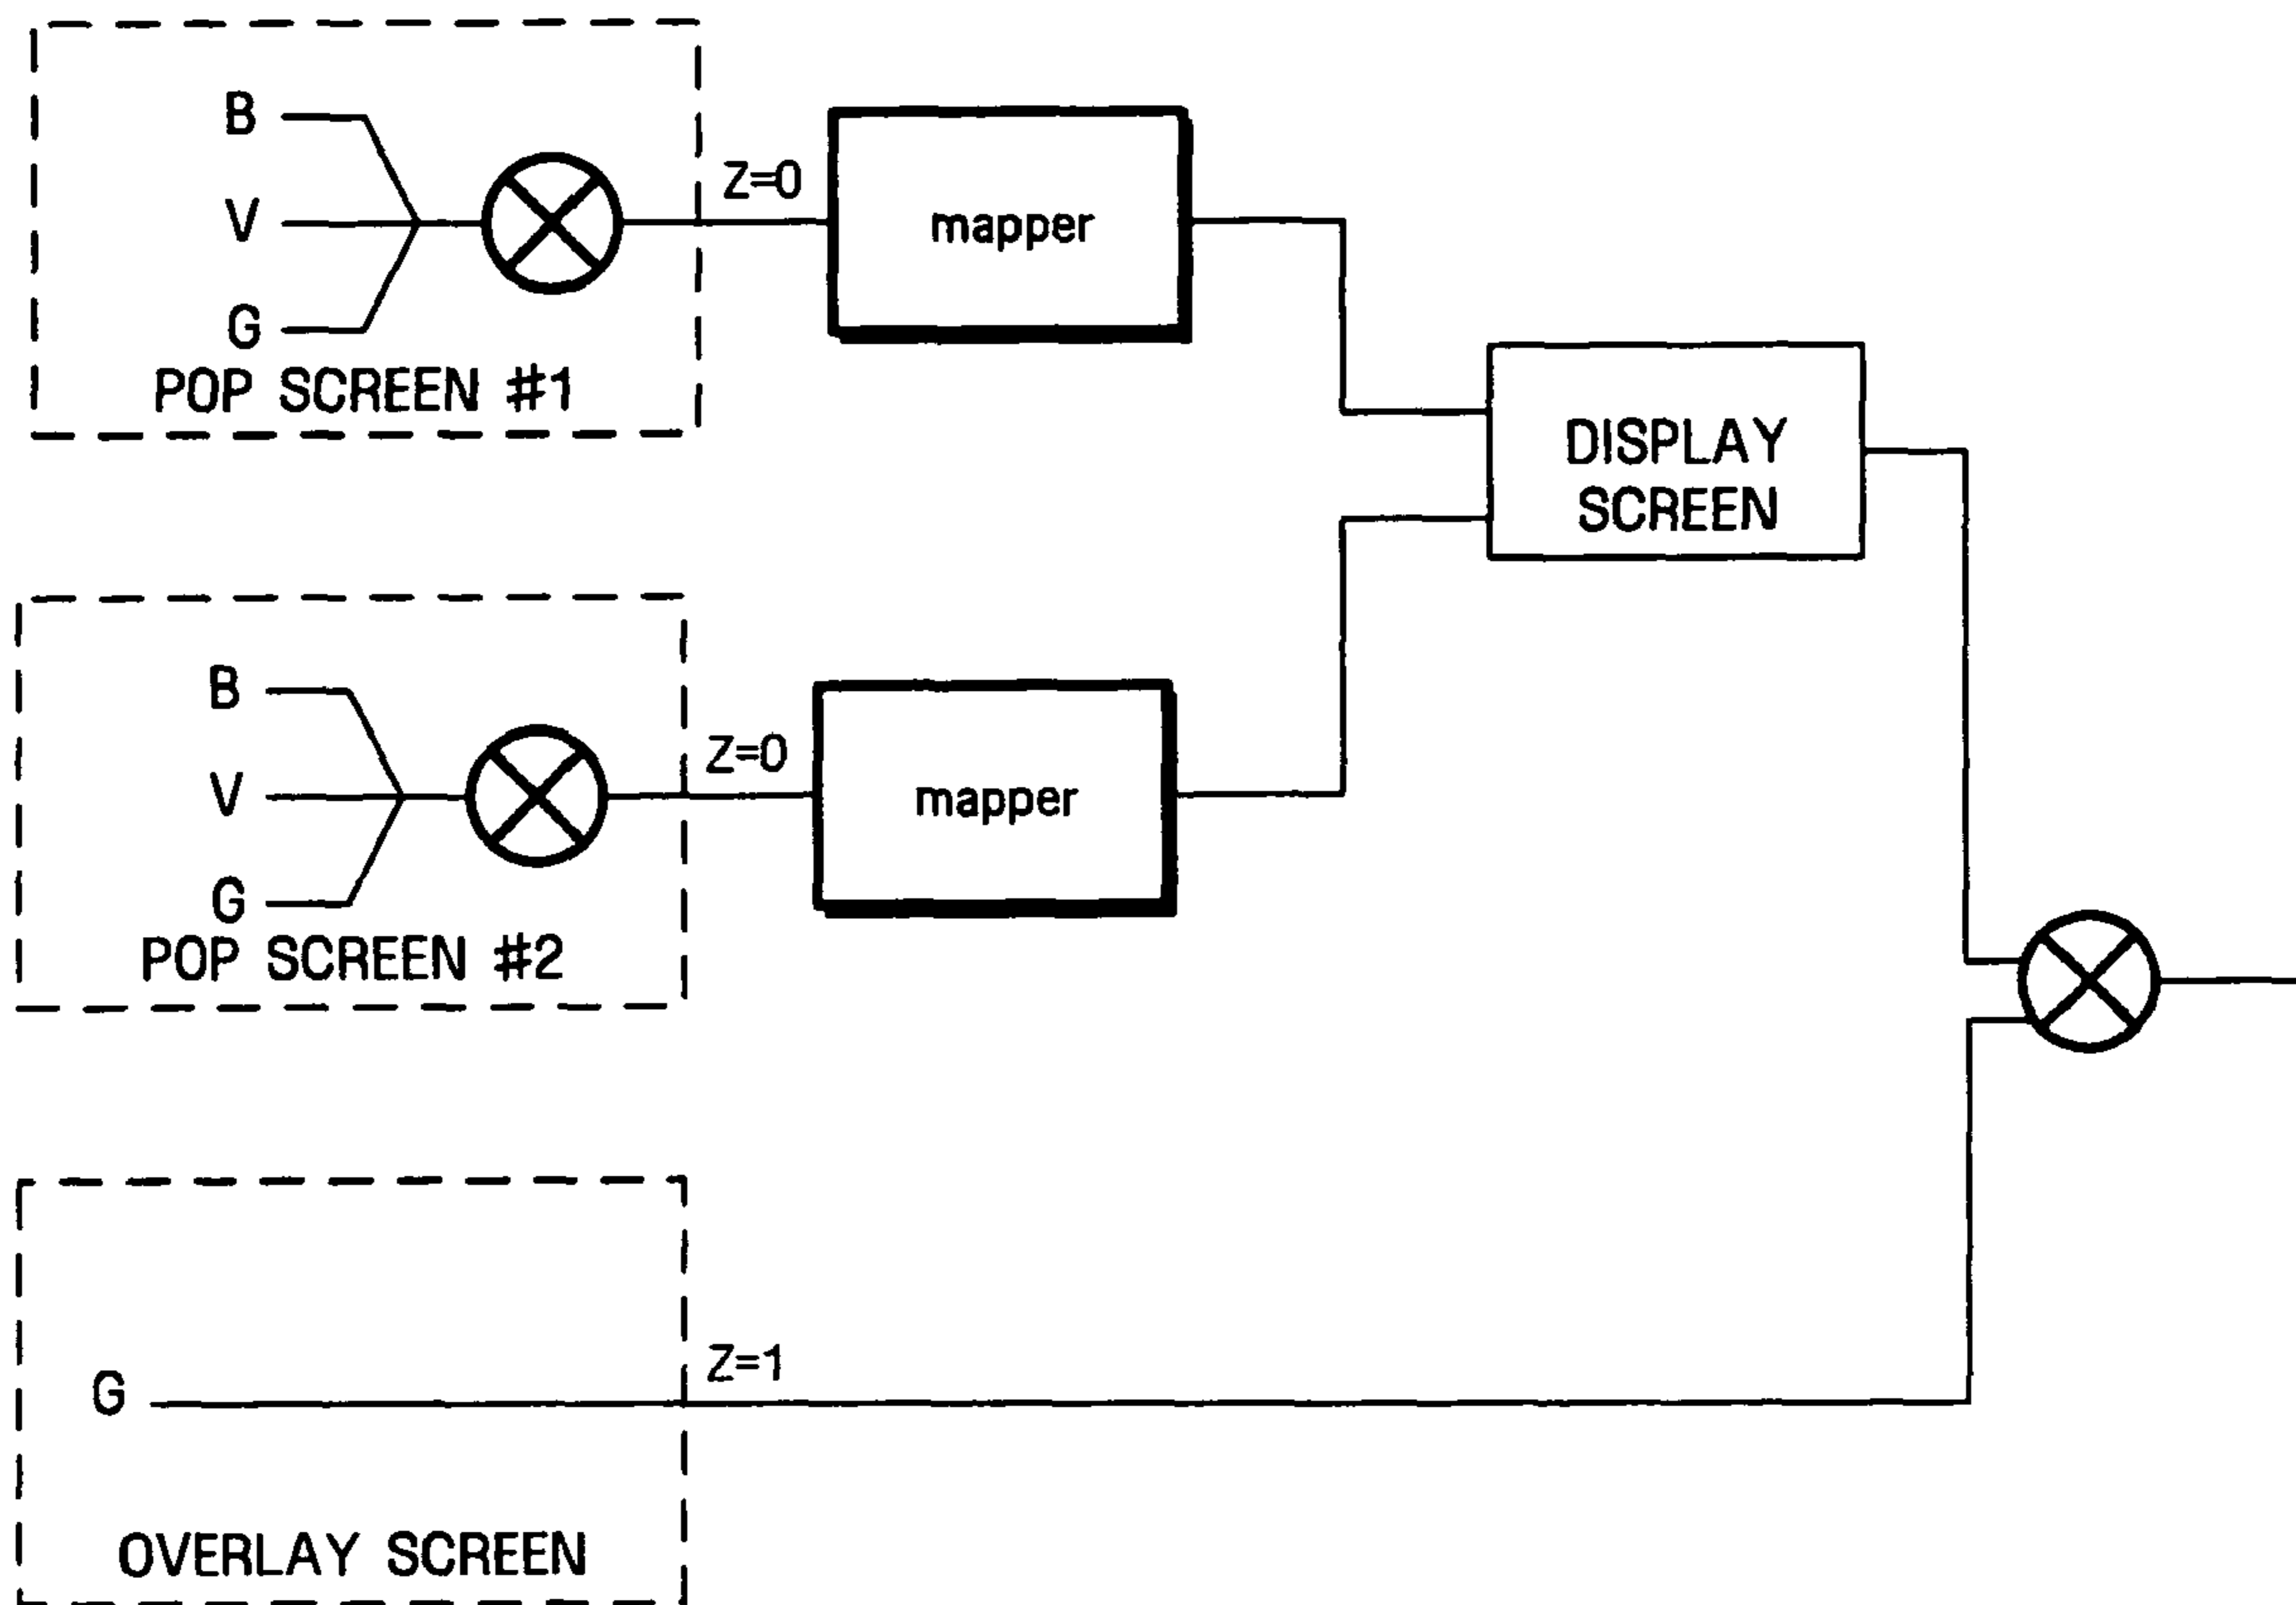 B
V
G
POP SCREEN #1
Z=0
mapper
DISPLAY
SCREEN
B
V
G
POP SCREEN #2
Z=0
mapper
G
Z=1
OVERLAY SCREEN